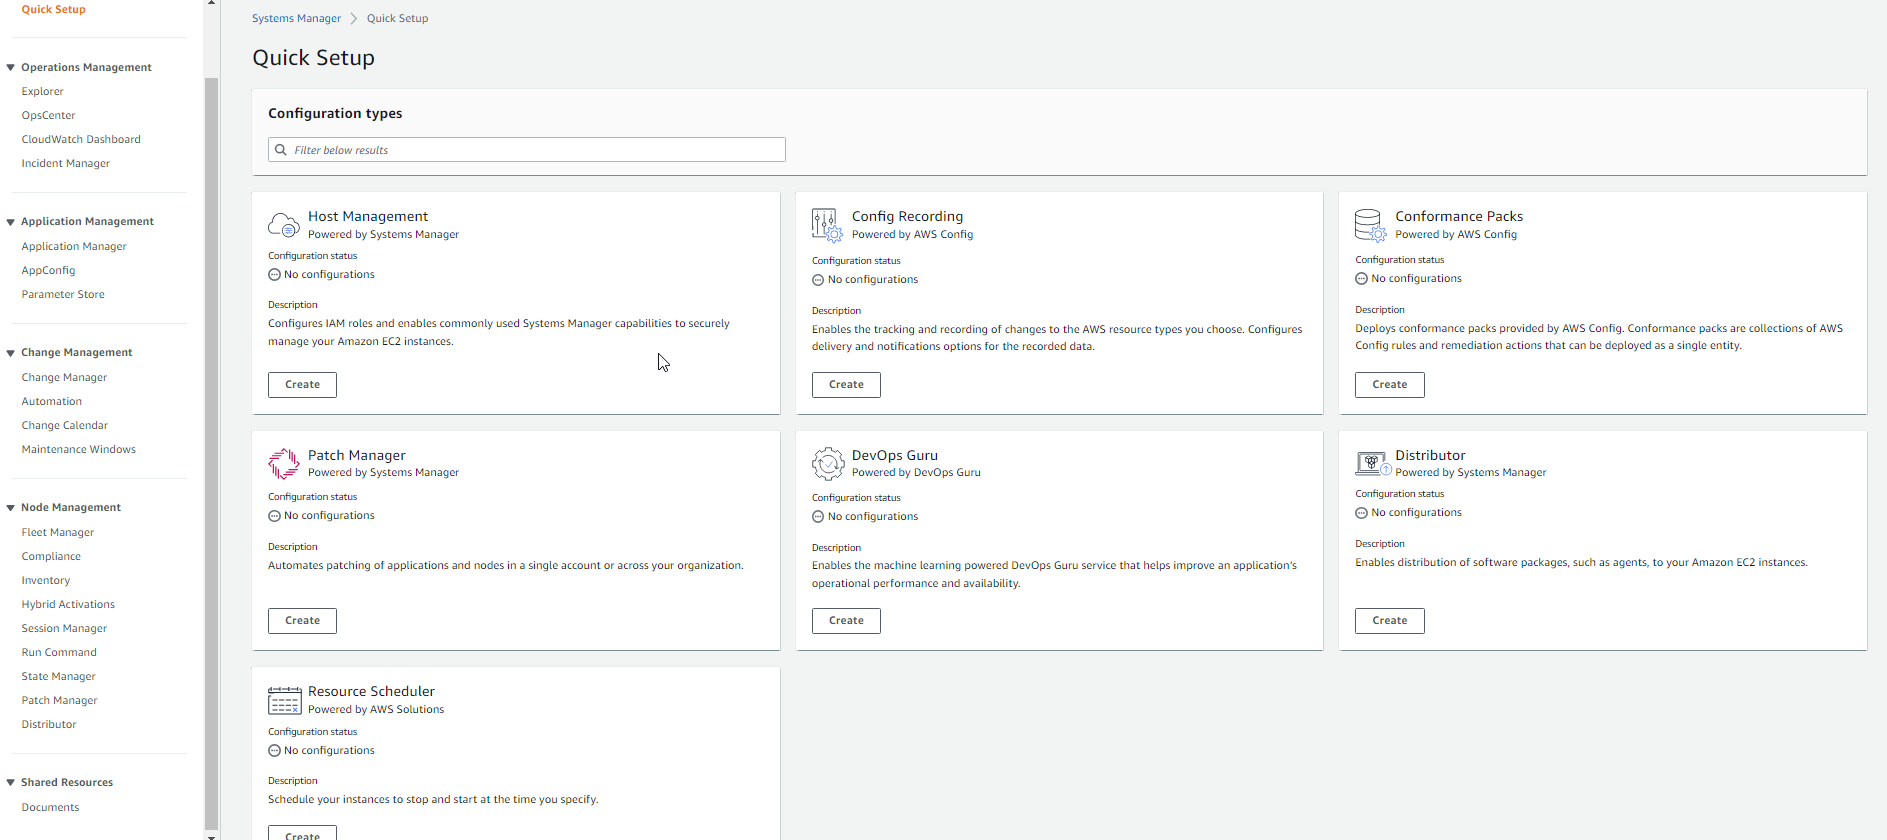 Quick Setup
Operations Management
Explorer
OpsCenter
CloudWatch Dashboard
Incident Manager
Application Management
Application Manager
AppConfig
Parameter Store
Change Management
Change Manager
Automation
Change Calendar
Maintenance Windows
Node Management
Fleet Manager
Compliance
Inventory
Hybrid Activations
Session Manager
Run Command
State Manager
Patch Manager
Distributor
Shared Resources
Documents
Systems Manager > Quick Setup
Quick Setup
Configuration types
Filter below results
Host Management
Powered by Systems Manager
Configuration status
No configurations
Description
Configures IAM roles and enables commonly used Systems Manager capabilities to securely
manage your Amazon EC2 instances.
Create
Config Recording
Powered by AWS Config
Configuration status
No configurations
Description
Enables the tracking and recording of changes to the AWS resource types you choose. Configures
delivery and notifications options for the recorded data.
Create
Conformance Packs
Powered by AWS Config
Configuration status
No configurations
Description
Deploys conformance packs provided by AWS Config. Conformance packs are collections of AWS
Config rules and remediation actions that can be deployed as a single entity.
Create
Patch Manager
Powered by Systems Manager
Configuration status
No configurations
Description
Automates patching of applications and nodes in a single account or across your organization.
Create
DevOps Guru
Powered by DevOps Guru
Configuration status
No configurations
Description
Enables the machine learning powered DevOps Guru service that helps improve an application's
operational performance and availability.
Create
Distributor
Powered by Systems Manager
Configuration status
No configurations
Description
Enables distribution of software packages, such as agents, to your Amazon EC2 instances.
Create
Resource Scheduler
Powered by AWS Solutions
Configuration status
No configurations
Description
Schedule your instances to stop and start at the time you specify.
Create